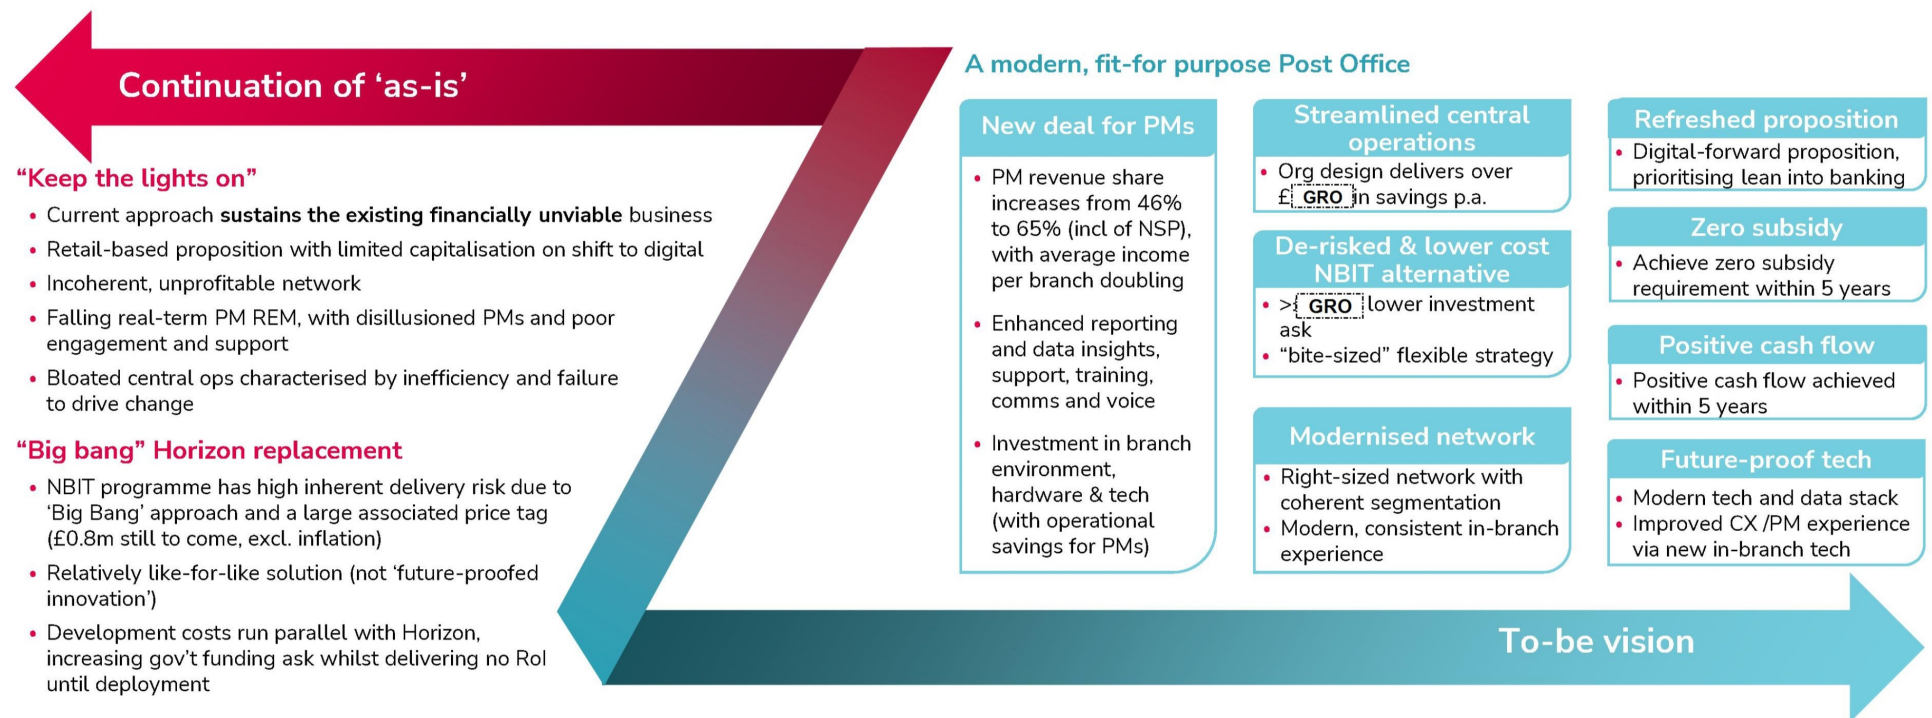 Continuation of ‘as-is’
“Keep the lights on”
• Current approach sustains the existing financially unviable business
• Retail-based proposition with limited capitalisation on shift to digital
• Incoherent, unprofitable network
• Falling real-term PM REM, with disillusioned PMs and poor
engagement and support
• Bloated central ops characterised by inefficiency and failure
to drive change
“Big bang” Horizon replacement
• NBIT programme has high inherent delivery risk due to
‘Big Bang’ approach and a large associated price tag
(£0.8m still to come, excl. inflation)
• Relatively like-for-like solution (not ‘future-proofed
innovation’)
• Development costs run parallel with Horizon,
increasing gov’t funding ask whilst delivering no RoI
until deployment
A modern, fit-for purpose Post Office
New deal for PMs
• PM revenue share
increases from 46%
to 65% (incl of NSP),
with average income
per branch doubling
• Enhanced reporting
and data insights,
support, training,
comms and voice
• Investment in branch
environment,
hardware & tech
(with operational
savings for PMs)
Streamlined central
operations
• Org design delivers over
£ GRO in savings p.a.
De-risked & lower cost
NBIT alternative
• > GRO lower investment
ask
• “bite-sized” flexible strategy
Modernised network
• Right-sized network with
coherent segmentation
• Modern, consistent in-branch
experience
Refreshed proposition
• Digital-forward proposition,
prioritising lean into banking
Zero subsidy
• Achieve zero subsidy
requirement within 5 years
Positive cash flow
• Positive cash flow achieved
within 5 years
Future-proof tech
• Modern tech and data stack
• Improved CX /PM experience
via new in-branch tech
To-be vision